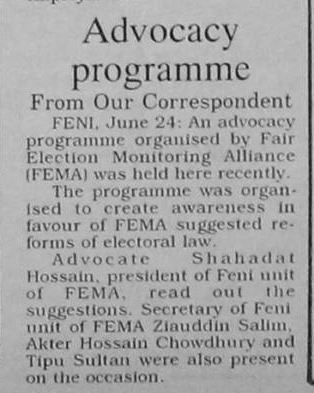 Advocacy
programme
From Our Correspondent
FENI, June 24: An advocacy
programme organised by Fair
Election Monitoring Alliance
(FEMA) was held here recently.
The programme was organ-
ised to create awareness in
favour of FEMA suggested re-
forms of electoral law.
Advocate Shahadat
Hossain, president of Feni unit
of FEMA, read out the
suggestions. Secretary of Feni
unit of FEMA Ziauddin Salim,
Akter Hossain Chowdhury and
Tipu Sultan were also present
on the occasion.